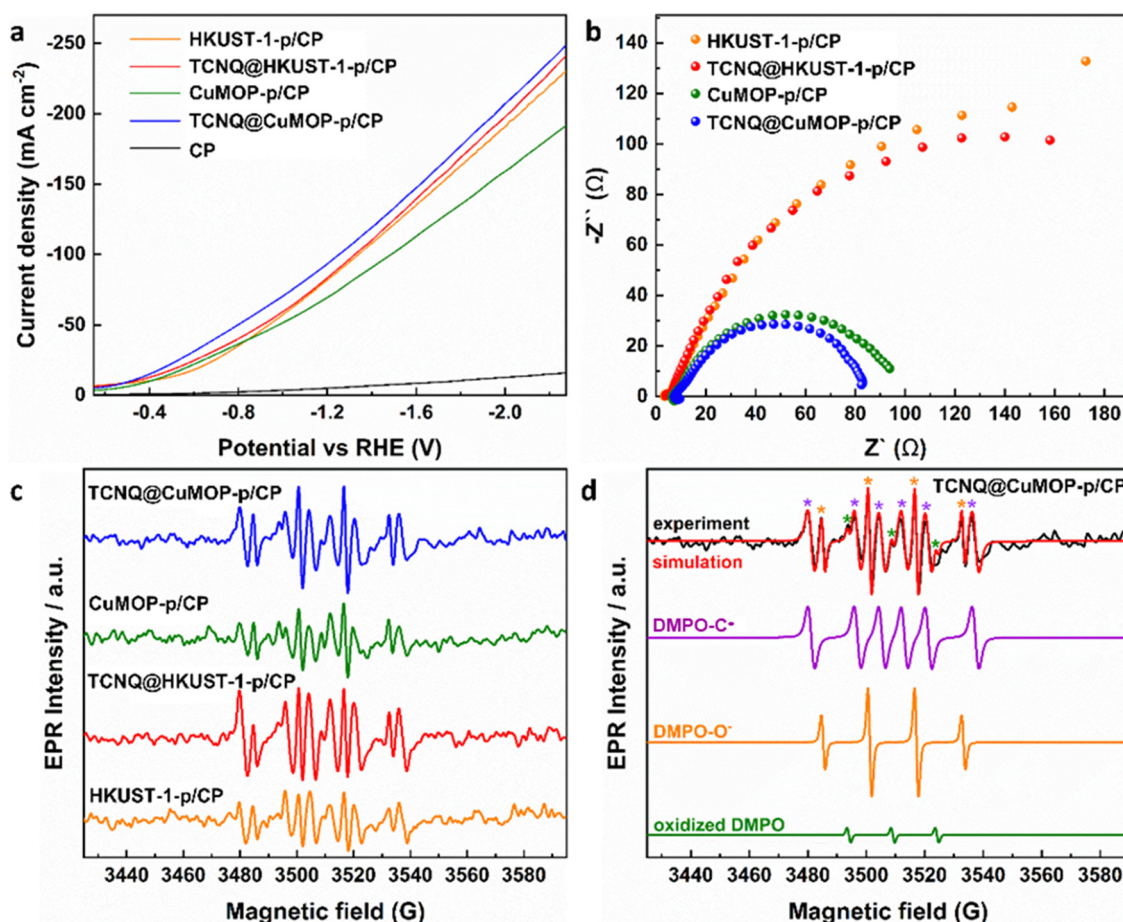 a
-250
-200
-150
-100
-50
0
Current density (mA cm⁻²)
HKUST-1-p/CP
TCNQ@HKUST-1-p/CP
CuMOP-p/CP
TCNQ@CuMOP-p/CP
CP
-0.4 -0.8 -1.2 -1.6 -2.0
Potential vs RHE (V)
b
140
120
100
80
60
40
20
0
-Z`` (Ω)
HKUST-1-p/CP
TCNQ@HKUST-1-p/CP
CuMOP-p/CP
TCNQ@CuMOP-p/CP
0 20 40 60 80 100 120 140 160 180
Z` (Ω)
c
EPR Intensity / a.u.
TCNQ@CuMOP-p/CP
CuMOP-p/CP
TCNQ@HKUST-1-p/CP
HKUST-1-p/CP
3440 3460 3480 3500 3520 3540 3560 3580
Magnetic field (G)
d
EPR Intensity / a.u.
TCNQ@CuMOP-p/CP
* * * * * * * * * * * * *
experiment
simulation
DMPO-C•
DMPO-O⁻
oxidized DMPO
3440 3460 3480 3500 3520 3540 3560 3580
Magnetic field (G)